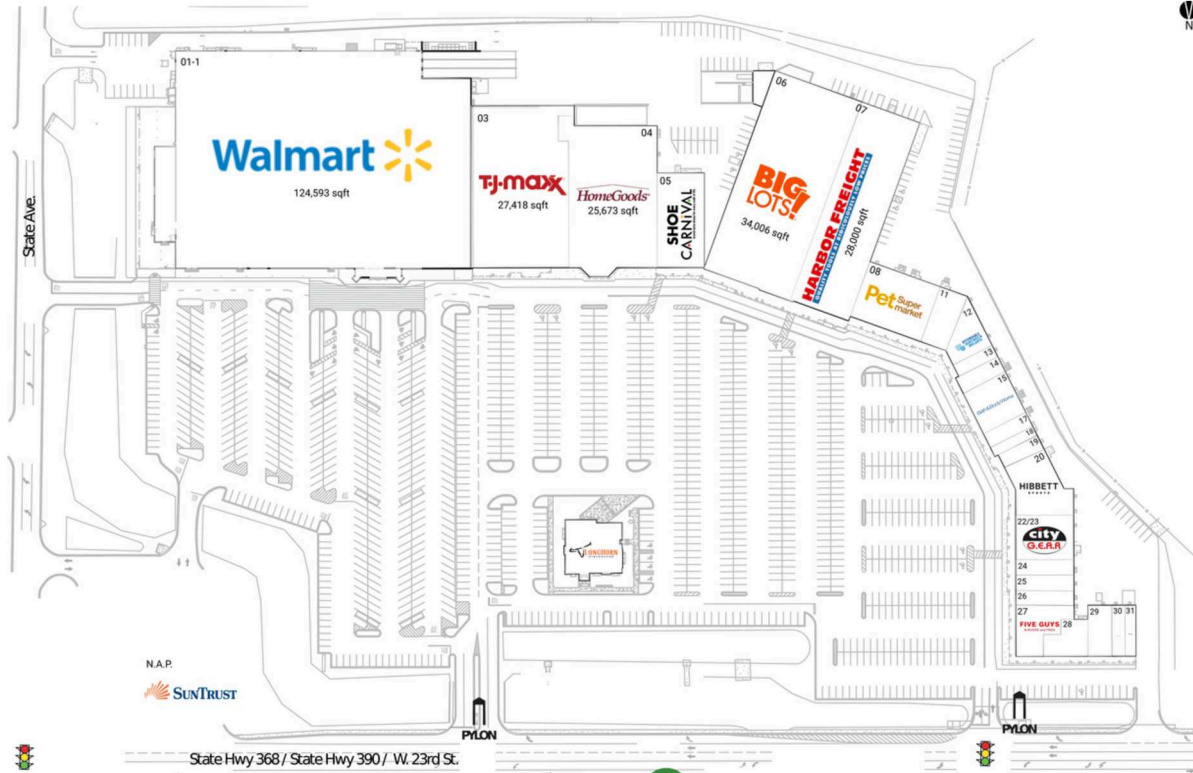 N
01-1
Walmart
124,593 sqft
03
T.J.maxx
27,418 sqft
04
HomeGoods
25,673 sqft
05
SHOE CARNIVAL
06
BIG
LOTS!
34,006 sqft
07
HARBOR FREIGHT
28,000 sqft
08
Pet Super
market
11
12
13
14
15
17
18
19
20
HIBBETT
SPORTS
22/23
city
G.E.A.R
24
25
26
27
FIVE GUYS
28
29
30
31
LONGHORN
State Ave.
N.A.P.
SUNTRUST
PYLON
PYLON
State Hwy 368 / State Hwy 390 / W. 23rd St.